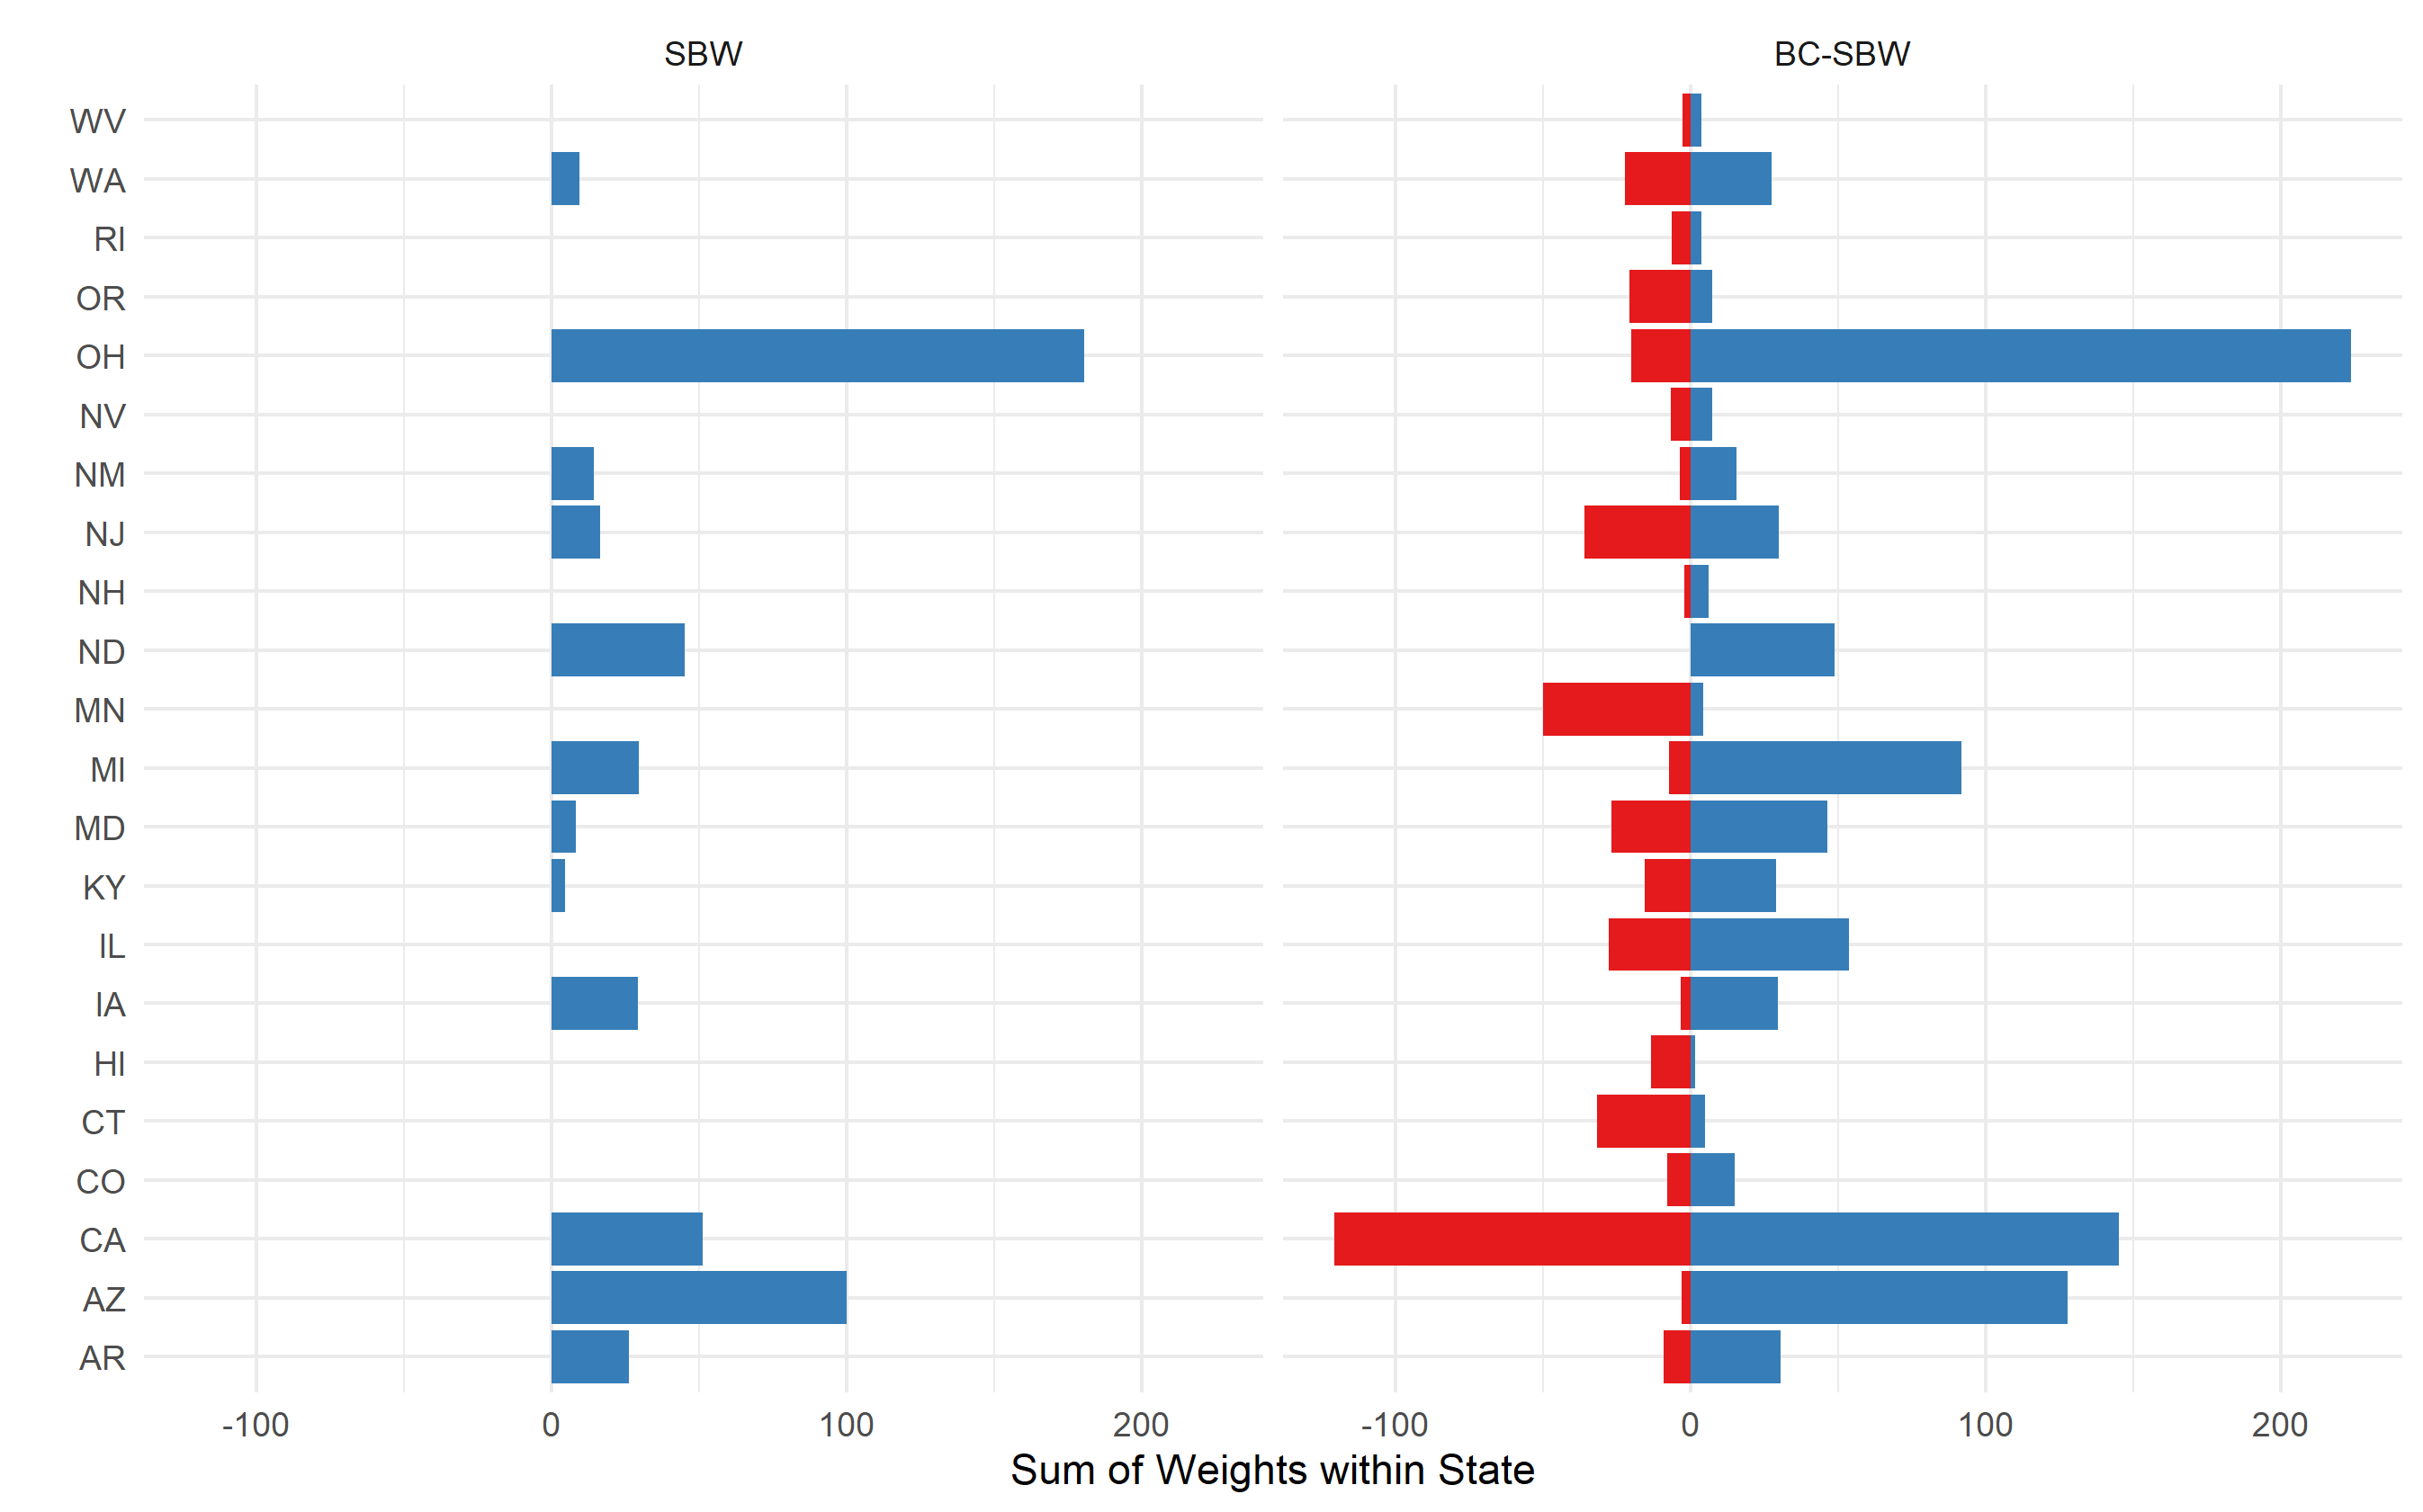 SBW
BC-SBW
WV
WA
RI
OR
OH
NV
NM
NJ
NH
ND
MN
MI
MD
KY
IL
IA
HI
CT
CO
CA
AZ
AR
-100 0 100 200
-100 0 100 200
Sum of Weights within State